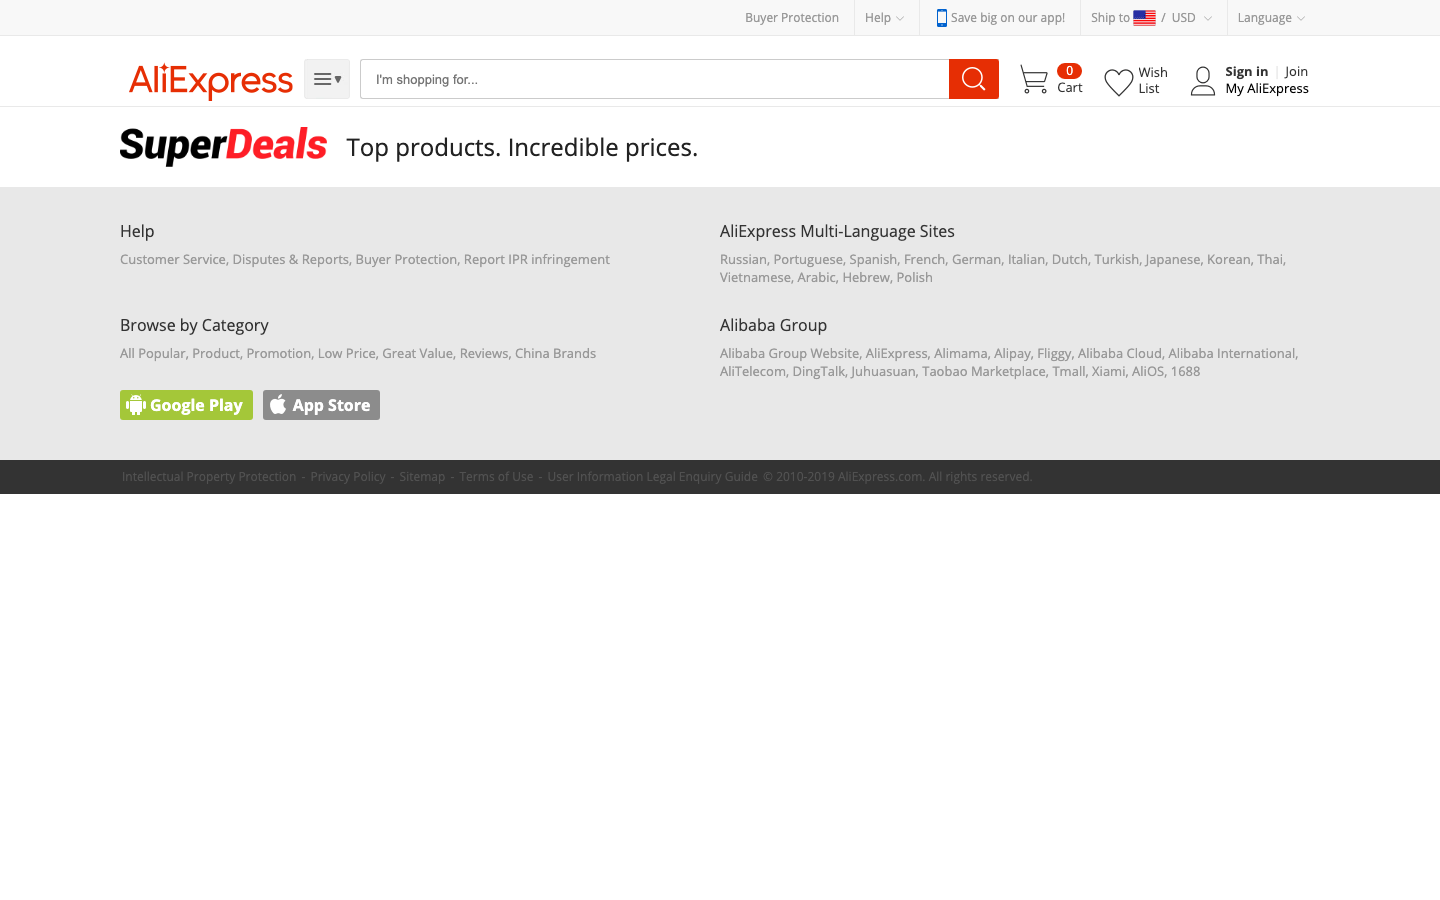 Buyer Protection Help Save big on our app! Ship to / USD Language
AliExpress I'm shopping for... 0 Cart Wish List Sign in Join My AliExpress
SuperDeals Top products. Incredible prices.
Help
Customer Service, Disputes & Reports, Buyer Protection, Report IPR infringement
AliExpress Multi-Language Sites
Russian, Portuguese, Spanish, French, German, Italian, Dutch, Turkish, Japanese, Korean, Thai,
Vietnamese, Arabic, Hebrew, Polish
Browse by Category
All Popular, Product, Promotion, Low Price, Great Value, Reviews, China Brands
Alibaba Group
Alibaba Group Website, AliExpress, Alimama, Alipay, Fliggy, Alibaba Cloud, Alibaba International,
AliTelecom, DingTalk, Juhuasuan, Taobao Marketplace, Tmall, Xiami, AliOS, 1688
Google Play App Store
Intellectual Property Protection - Privacy Policy - Sitemap - Terms of Use - User Information Legal Enquiry Guide © 2010-2019 AliExpress.com. All rights reserved.